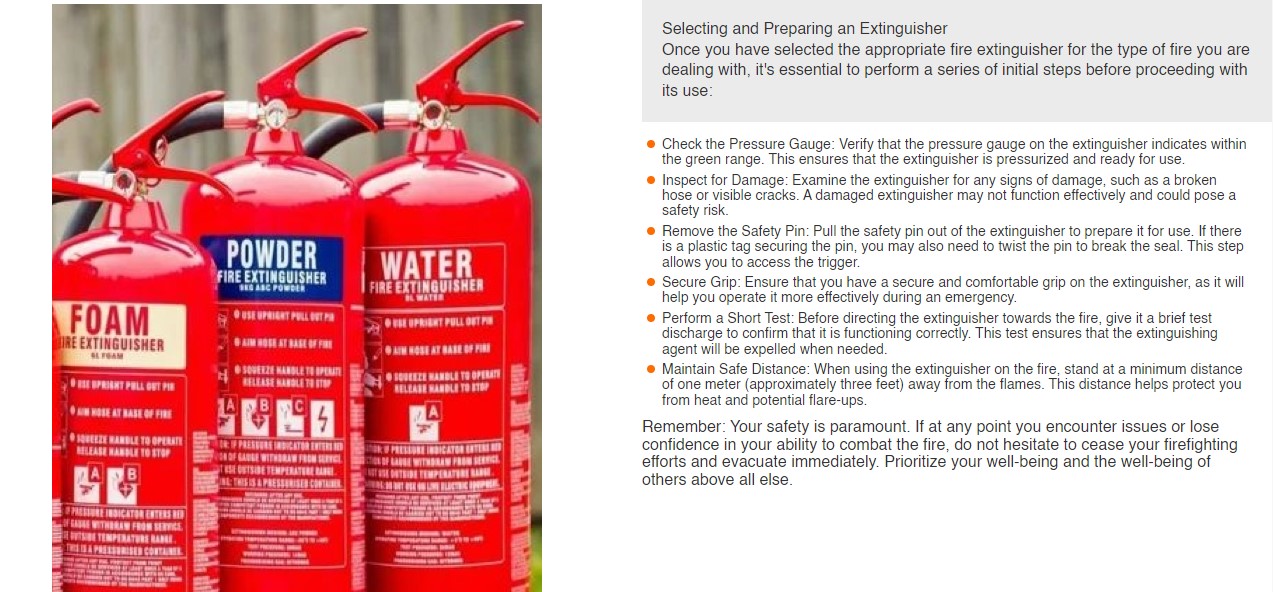 Selecting and Preparing an Extinguisher
Once you have selected the appropriate fire extinguisher for the type of fire you are
dealing with, it's essential to perform a series of initial steps before proceeding with
its use:
Check the Pressure Gauge: Verify that the pressure gauge on the extinguisher indicates within
the green range. This ensures that the extinguisher is pressurized and ready for use.
Inspect for Damage: Examine the extinguisher for any signs of damage, such as a broken
hose or visible cracks. A damaged extinguisher may not function effectively and could pose a
safety risk.
Remove the Safety Pin: Pull the safety pin out of the extinguisher to prepare it for use. If there
is a plastic tag securing the pin, you may also need to twist the pin to break the seal. This step
allows you to access the trigger.
Secure Grip: Ensure that you have a secure and comfortable grip on the extinguisher, as it will
help you operate it more effectively during an emergency.
Perform a Short Test: Before directing the extinguisher towards the fire, give it a brief test
discharge to confirm that it is functioning correctly. This test ensures that the extinguishing
agent will be expelled when needed.
Maintain Safe Distance: When using the extinguisher on the fire, stand at a minimum distance
of one meter (approximately three feet) away from the flames. This distance helps protect you
from heat and potential flare-ups.
Remember: Your safety is paramount. If at any point you encounter issues or lose
confidence in your ability to combat the fire, do not hesitate to cease your firefighting
efforts and evacuate immediately. Prioritize your well-being and the well-being of
others above all else.
FOAM
FIRE EXTINGUISHER
6L FOAM
USE UPRIGHT PULL OUT PIN
AIM HOSE AT BASE OF FIRE
SQUEEZE HANDLE TO OPERATE
RELEASE HANDLE TO STOP
A B
IF PRESSURE INDICATOR ENTERS RED
OF GAUGE WITHDRAW FROM SERVICE.
OUTSIDE TEMPERATURE RANGE.
THIS IS A PRESSURISED CONTAINER.
POWDER
FIRE EXTINGUISHER
9KG ABC POWDER
USE UPRIGHT PULL OUT PIN
AIM HOSE AT BASE OF FIRE
SQUEEZE HANDLE TO OPERATE
RELEASE HANDLE TO STOP
A B C
IF PRESSURE INDICATOR ENTERS RED
OF GAUGE WITHDRAW FROM SERVICE.
USE OUTSIDE TEMPERATURE RANGE.
THIS IS A PRESSURISED CONTAINER.
WATER
FIRE EXTINGUISHER
9L WATER
USE UPRIGHT PULL OUT PIN
AIM HOSE AT BASE OF FIRE
SQUEEZE HANDLE TO OPERATE
RELEASE HANDLE TO STOP
A
IF PRESSURE INDICATOR ENTERS RED
OF GAUGE WITHDRAW FROM SERVICE.
USE OUTSIDE TEMPERATURE RANGE.
DO NOT USE ON LIVE ELECTRIC EQUIPMENT.